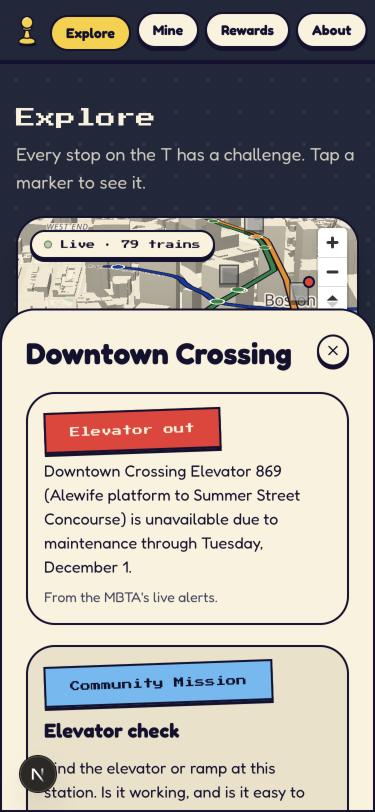 Explore
Mine
Rewards
About
Explore
Every stop on the T has a challenge. Tap a
marker to see it.
WEST END
Live · 79 trains
+
−
Boston
Downtown Crossing
×
Elevator out
Downtown Crossing Elevator 869
(Alewife platform to Summer Street
Concourse) is unavailable due to
maintenance through Tuesday,
December 1.
From the MBTA's live alerts.
Community Mission
Elevator check
N
Find the elevator or ramp at this
station. Is it working, and is it easy to